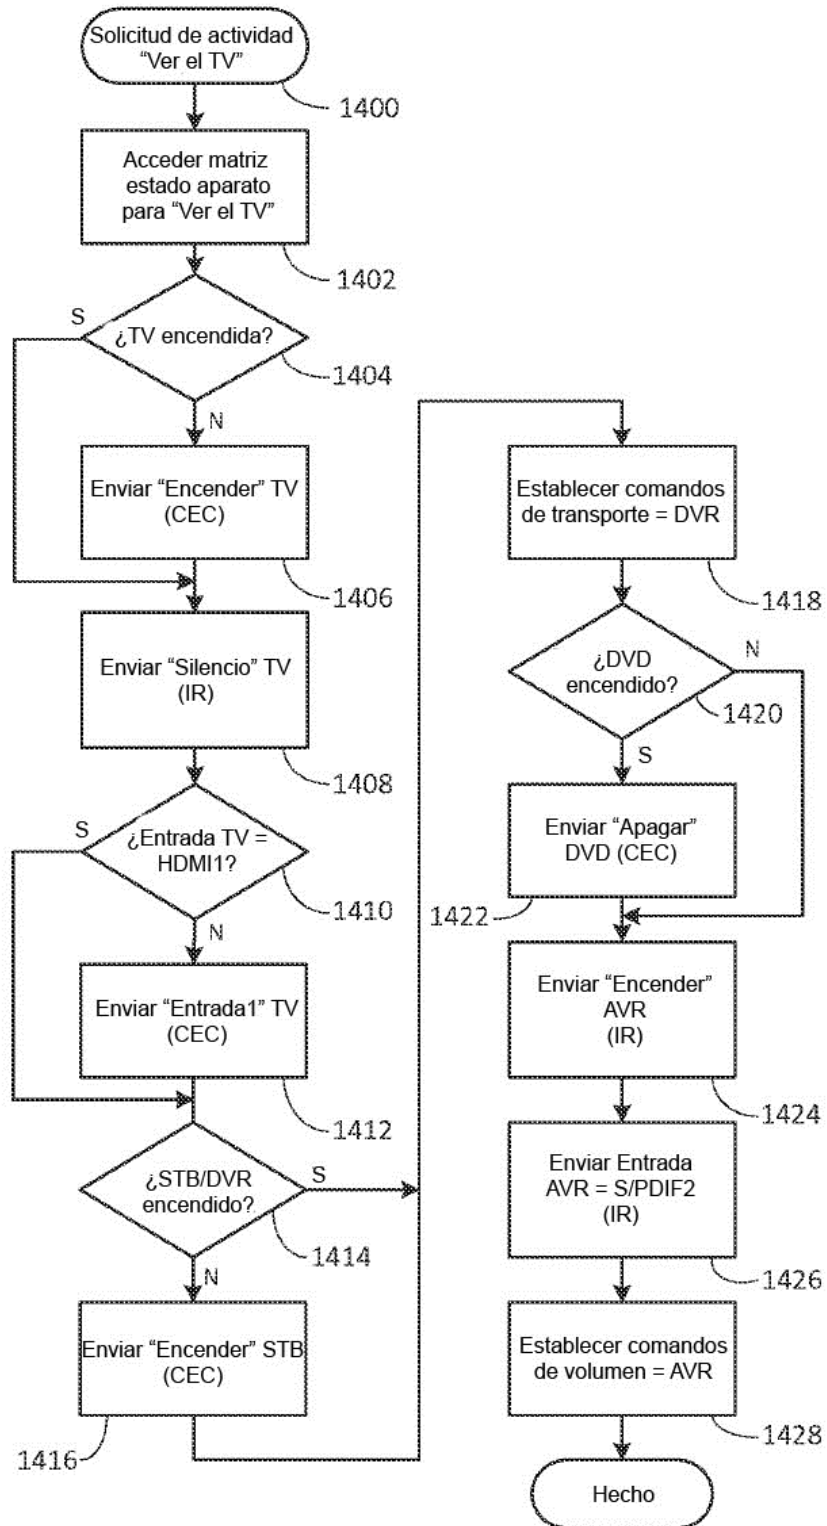 Solicitud de actividad
“Ver el TV”
1400
Acceder matriz
estado aparato
para “Ver el TV”
1402
S
¿TV encendida?
1404
N
Enviar “Encender” TV
(CEC)
1406
Enviar “Silencio” TV
(IR)
1408
S
¿Entrada TV =
HDMI1?
1410
N
Enviar “Entrada1” TV
(CEC)
1412
¿STB/DVR
encendido?
S
1414
N
Enviar “Encender” STB
(CEC)
1416
Establecer comandos
de transporte = DVR
1418
¿DVD
encendido?
N
1420
S
Enviar “Apagar”
DVD (CEC)
1422
Enviar “Encender”
AVR
(IR)
1424
Enviar Entrada
AVR = S/PDIF2
(IR)
1426
Establecer comandos
de volumen = AVR
1428
Hecho